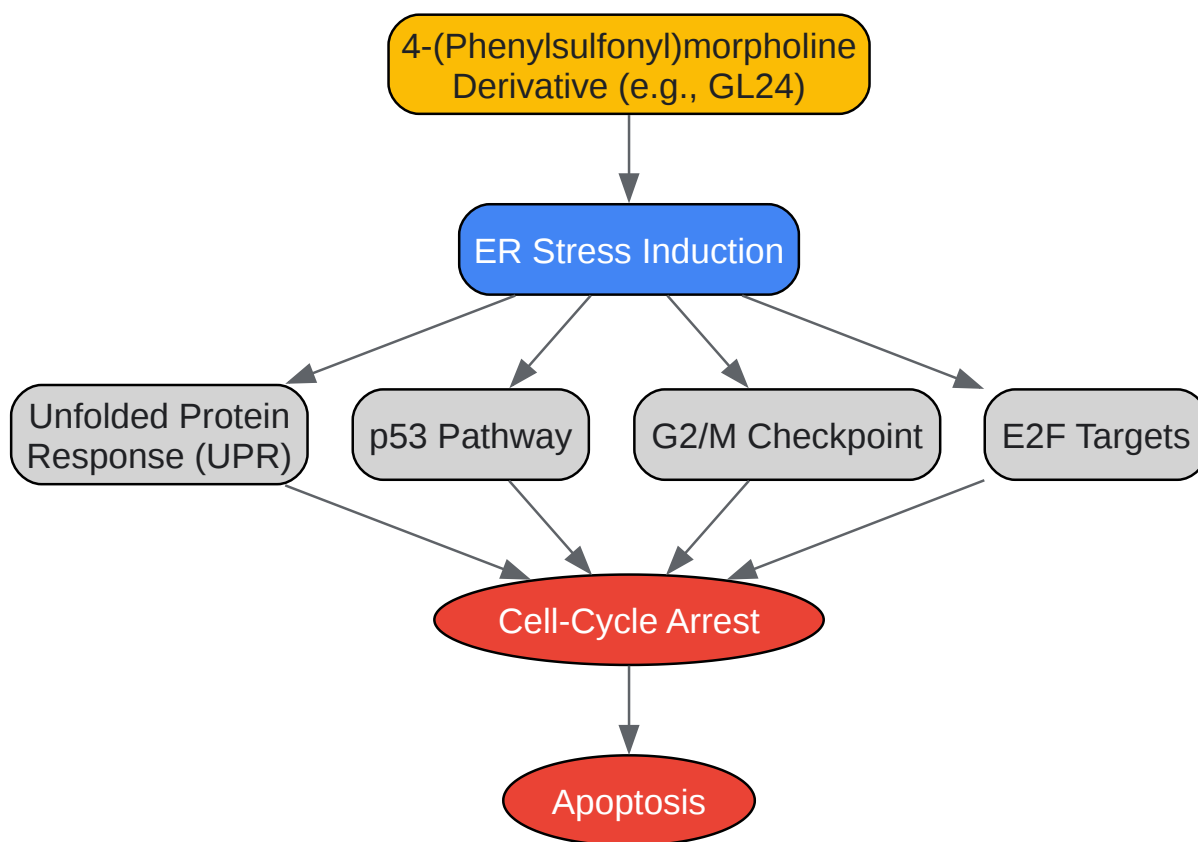 4-(Phenylsulfonyl)morpholine
Derivative (e.g., GL24)
ER Stress Induction
Unfolded Protein
Response (UPR)
p53 Pathway
G2/M Checkpoint
E2F Targets
Cell-Cycle Arrest
Apoptosis